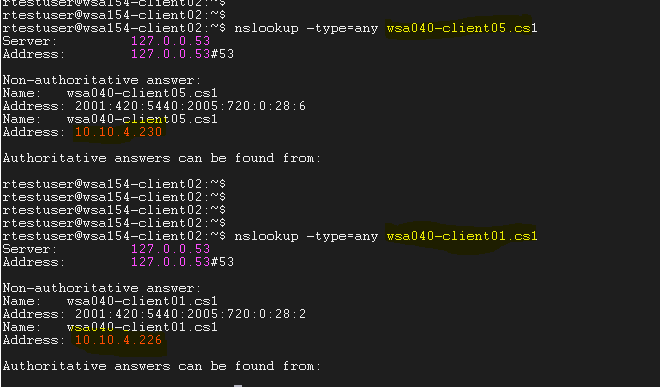 rtestuser@wsa154-client02:~$
rtestuser@wsa154-client02:~$
rtestuser@wsa154-client02:~$ nslookup -type=any wsa040-client05.cs1
Server: 127.0.0.53
Address: 127.0.0.53#53
Non-authoritative answer:
Name: wsa040-client05.cs1
Address: 2001:420:5440:2005:720:0:28:6
Name: wsa040-client05.cs1
Address: 10.10.4.230
Authoritative answers can be found from:
rtestuser@wsa154-client02:~$
rtestuser@wsa154-client02:~$
rtestuser@wsa154-client02:~$
rtestuser@wsa154-client02:~$
rtestuser@wsa154-client02:~$ nslookup -type=any wsa040-client01.cs1
Server: 127.0.0.53
Address: 127.0.0.53#53
Non-authoritative answer:
Name: wsa040-client01.cs1
Address: 2001:420:5440:2005:720:0:28:2
Name: wsa040-client01.cs1
Address: 10.10.4.226
Authoritative answers can be found from: